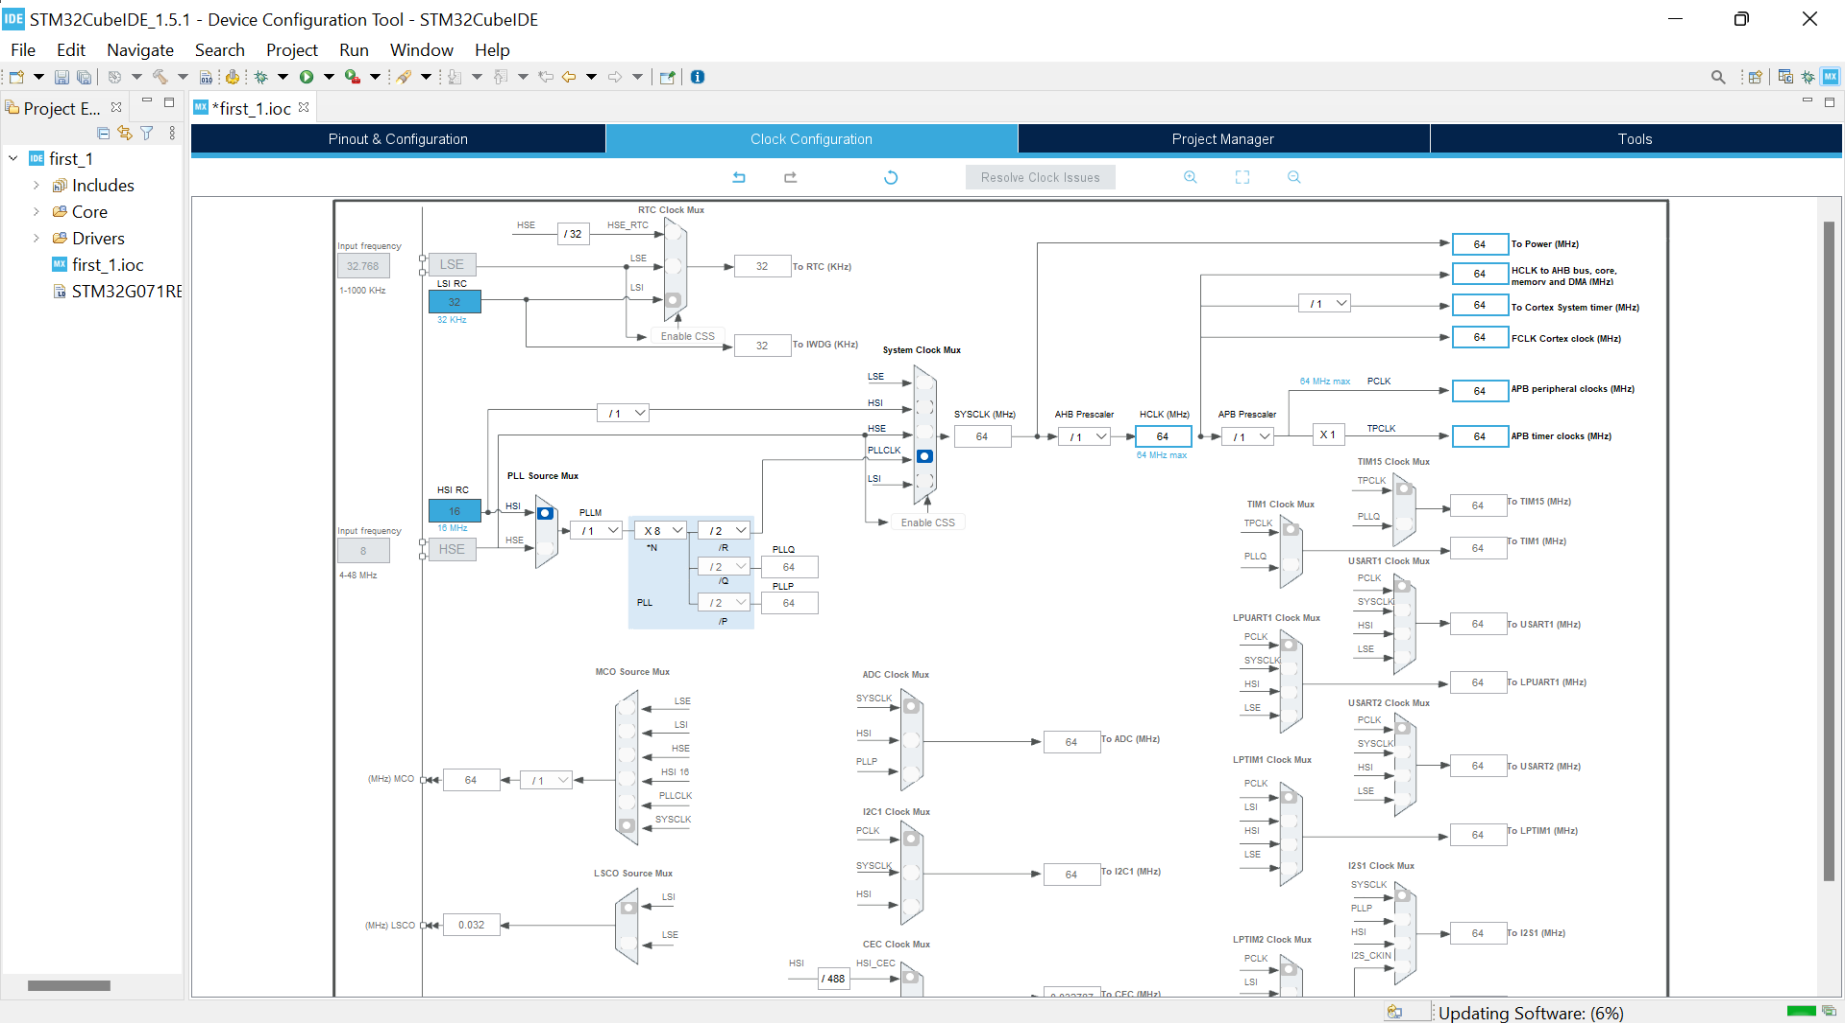 IDE STM32CubeIDE_1.5.1 - Device Configuration Tool - STM32CubeIDE
File Edit Navigate Search Project Run Window Help
Project E... *first_1.ioc
Pinout & Configuration Clock Configuration Project Manager Tools
Resolve Clock Issues
first_1
Includes
Core
Drivers
first_1.ioc
STM32G071RE
RTC Clock Mux
HSE / 32 HSE_RTC
Input frequency
32.768
1-1000 KHz
LSE
LSE
32 To RTC (KHz)
LSI RC
32
32 KHz
LSI
Enable CSS
32 To IWDG (KHz)
64 To Power (MHz)
64 HCLK to AHB bus, core,
memory and DMA (MHz)
/ 1 64 To Cortex System timer (MHz)
64 FCLK Cortex clock (MHz)
System Clock Mux
LSE
HSI
HSE
PLLCLK
LSI
Enable CSS
/ 1
SYSCLK (MHz)
64
AHB Prescaler
/ 1
HCLK (MHz)
64
64 MHz max
APB Prescaler
/ 1
64 MHz max PCLK
64 APB peripheral clocks (MHz)
X 1 TPCLK
64 APB timer clocks (MHz)
PLL Source Mux
HSI RC
16
16 MHz
HSI
HSE
Input frequency
8
4-48 MHz
HSE
PLLM
/ 1
X 8
*N
/ 2
/R
PLLQ
/ 2 64
/Q
PLLP
/ 2 64
PLL
/P
TIM15 Clock Mux
TPCLK
PLLQ
64 To TIM15 (MHz)
TIM1 Clock Mux
TPCLK
PLLQ
64 To TIM1 (MHz)
USART1 Clock Mux
PCLK
SYSCLK
HSI
LSE
64 To USART1 (MHz)
LPUART1 Clock Mux
PCLK
SYSCLK
HSI
LSE
64 To LPUART1 (MHz)
USART2 Clock Mux
PCLK
SYSCLK
HSI
LSE
64 To USART2 (MHz)
MCO Source Mux
LSE
LSI
HSE
HSI 16
PLLCLK
SYSCLK
(MHz) MCO 64 / 1
ADC Clock Mux
SYSCLK
HSI
PLLP
64 To ADC (MHz)
LPTIM1 Clock Mux
PCLK
LSI
HSI
LSE
64 To LPTIM1 (MHz)
I2C1 Clock Mux
PCLK
SYSCLK
HSI
64 To I2C1 (MHz)
LSCO Source Mux
LSI
LSE
(MHz) LSCO 0.032
I2S1 Clock Mux
SYSCLK
PLLP
HSI
I2S_CKIN
64 To I2S1 (MHz)
CEC Clock Mux
HSI / 488 HSI_CEC
0.032787 To CEC (MHz)
LPTIM2 Clock Mux
PCLK
LSI
Updating Software: (6%)